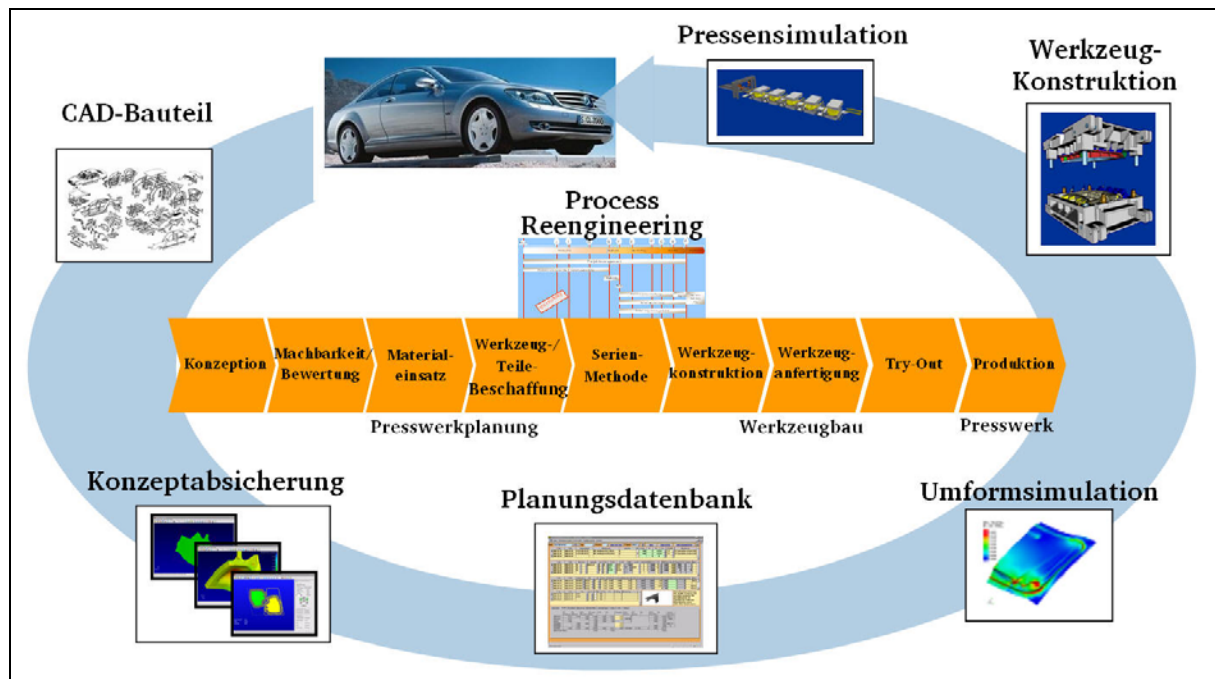 Pressensimulation
Werkzeug-
Konstruktion
CAD-Bauteil
Process
Reengineering
Konzeption
Machbarkeit/
Bewertung
Material-
einsatz
Werkzeug-/
Teile-
Beschaffung
Serien-
Methode
Werkzeug-
konstruktion
Werkzeug-
anfertigung
Try-Out
Produktion
Presswerkplanung
Werkzeugbau
Presswerk
Konzeptabsicherung
Planungsdatenbank
Umformsimulation